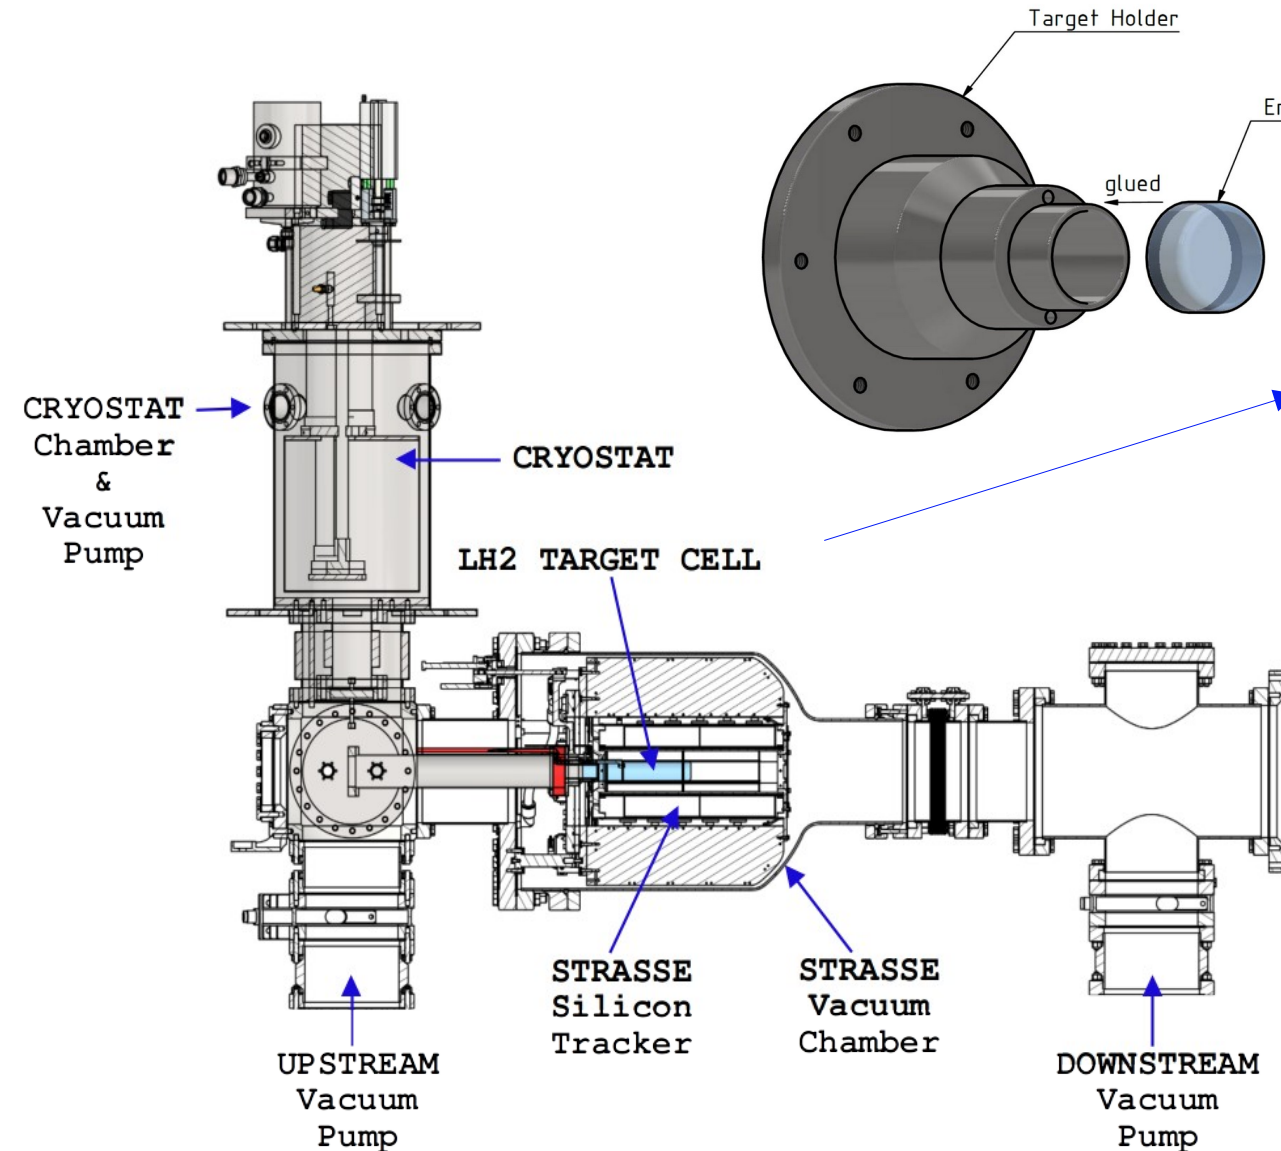 Target Holder
glued
CRYOSTAT
Chamber
&
Vacuum
Pump
CRYOSTAT
LH2 TARGET CELL
STRASSE
Silicon
Tracker
STRASSE
Vacuum
Chamber
UPSTREAM
Vacuum
Pump
DOWNSTREAM
Vacuum
Pump